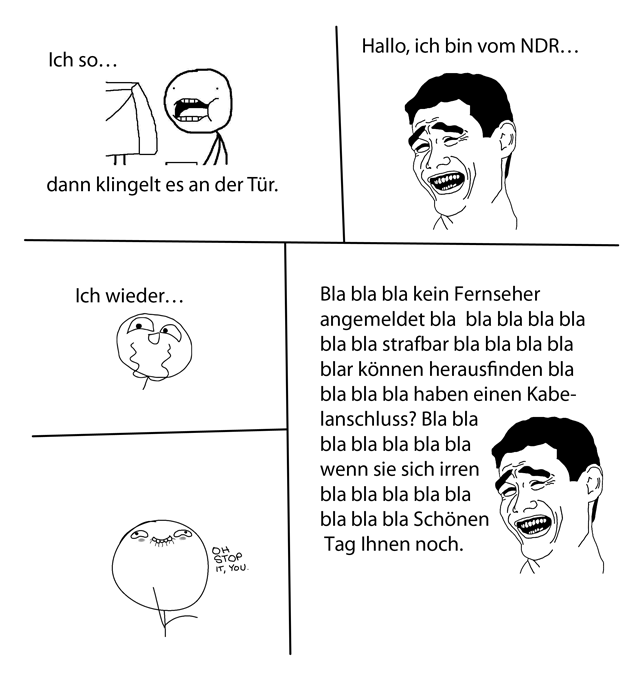 Ich so...
dann klingelt es an der Tür.
Hallo, ich bin vom NDR...
Ich wieder...
OH
STOP
IT, YOU.
Bla bla bla kein Fernseher
angemeldet bla  bla bla bla bla
bla bla strafbar bla bla bla bla
blar können herausfinden bla
bla bla bla haben einen Kabe-
lanschluss? Bla bla
bla bla bla bla bla bla
wenn sie sich irren
bla bla bla bla bla
bla bla bla Schönen
Tag Ihnen noch.